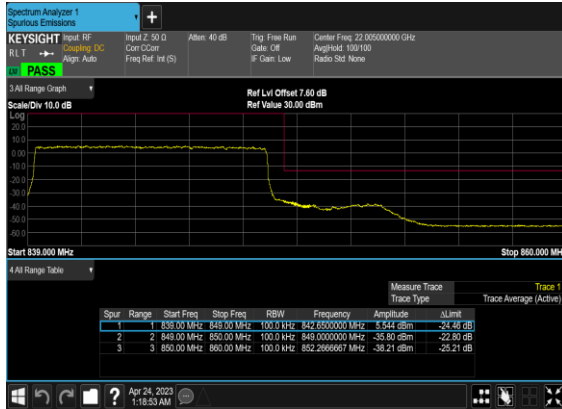 Spectrum Analyzer 1
Spurious Emissions
+
KEYSIGHT Input: RF Input Z: 50 Ω Atten: 40 dB Trig: Free Run Center Freq: 22.005000000 GHz
RLT Coupling: DC Corr CCorr Gate: Off Avg|Hold: 100/100
Align: Auto Freq Ref: Int (S) IF Gain: Low Radio Std: None
PASS
3 All Range Graph
Ref Lvl Offset 7.60 dB
Scale/Div 10.0 dB Ref Value 30.00 dBm
Log
20.0
10.0
0.00
-10.0
-20.0
-30.0
-40.0
-50.0
-60.0
Start 839.000 MHz Stop 860.000 MH
4 All Range Table
Measure Trace Trace 1
Trace Type Trace Average (Active)
Spur Range Start Freq Stop Freq RBW Frequency Amplitude ΔLimit
1 1 839.00 MHz 849.00 MHz 100.0 kHz 842.6500000 MHz 5.544 dBm -24.46 dB
2 2 849.00 MHz 850.00 MHz 100.0 kHz 849.0000000 MHz -35.80 dBm -22.80 dB
3 3 850.00 MHz 860.00 MHz 100.0 kHz 852.2666667 MHz -38.21 dBm -25.21 dB
? Apr 24, 2023
1:18:53 AM